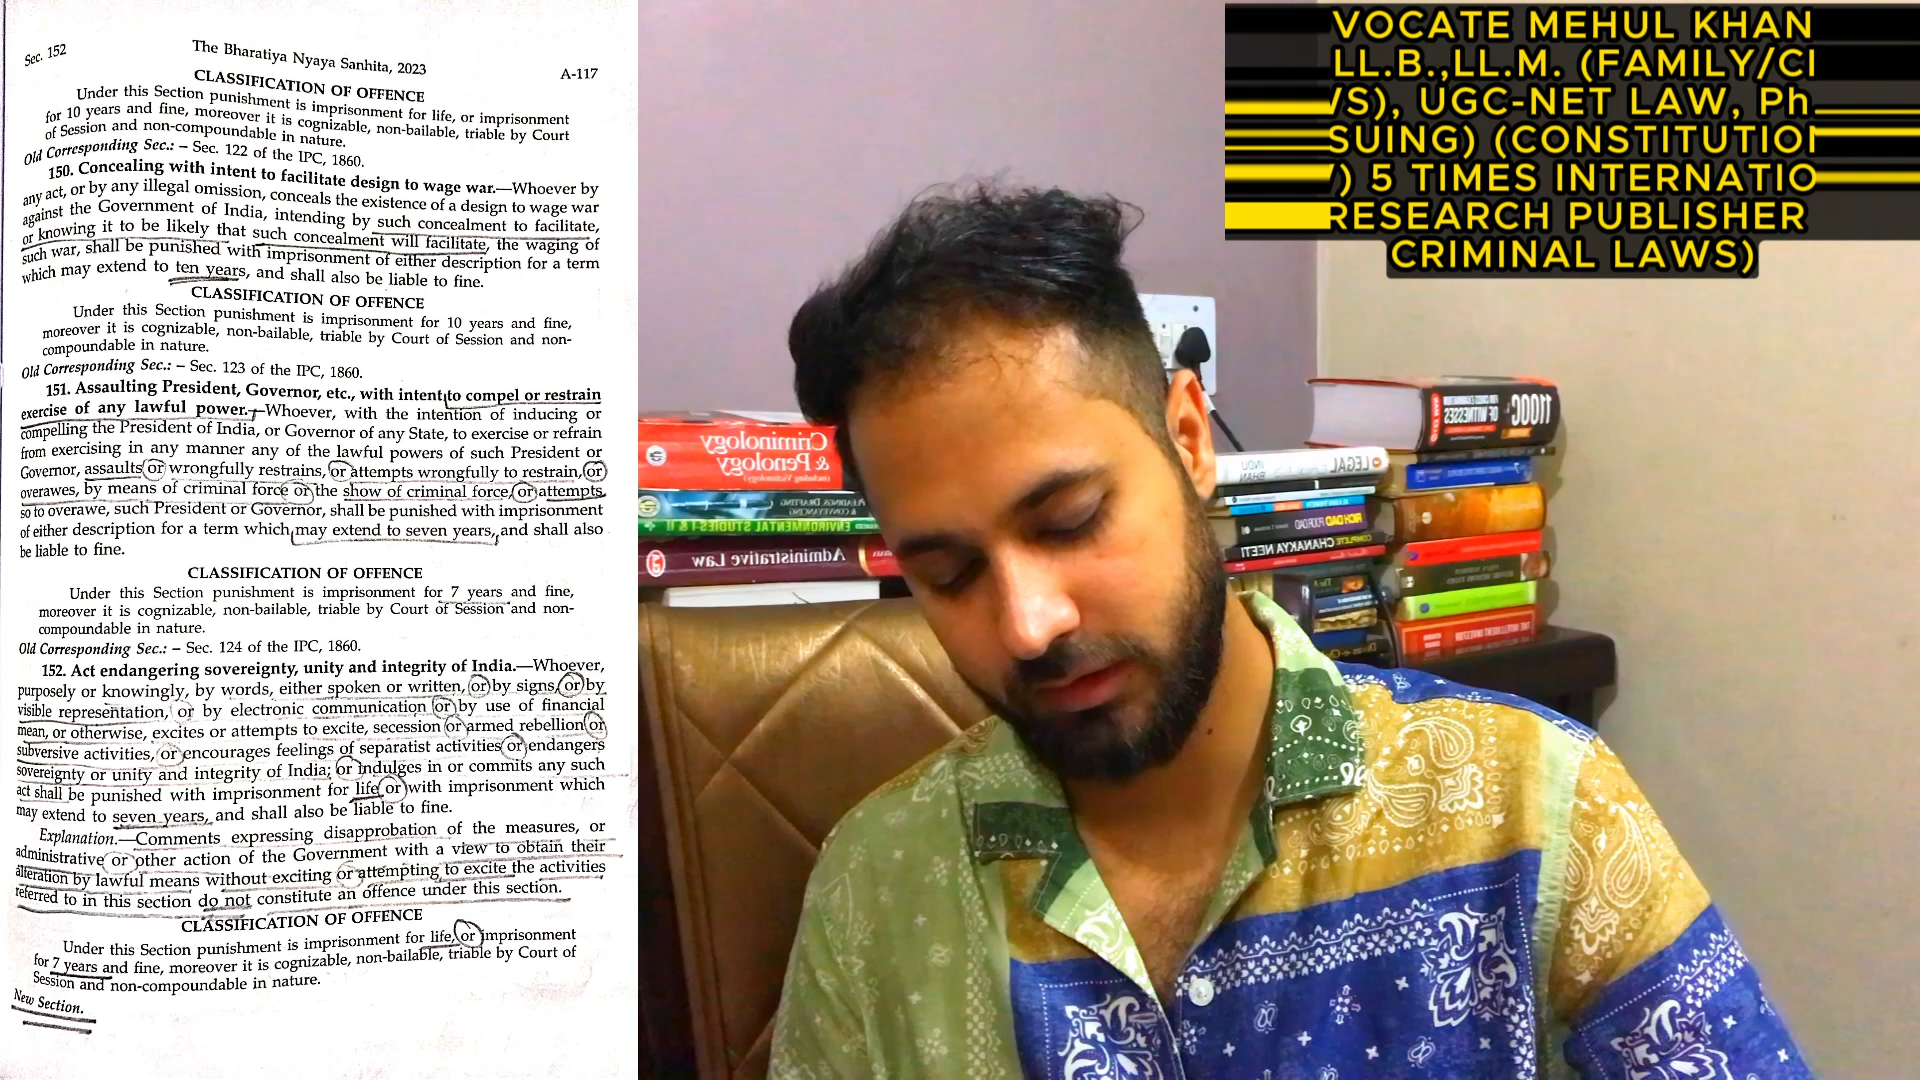 Sec. 152
The Bharatiya Nyaya Sanhita, 2023
A-117
CLASSIFICATION OF OFFENCE
Under this Section punishment is imprisonment for life, or imprisonment
for 10 years and fine, moreover it is cognizable, non-bailable, triable by Court
of Session and non-compoundable in nature.
Old Corresponding Sec.: – Sec. 122 of the IPC, 1860.
150. Concealing with intent to facilitate design to wage war.—Whoever by
any act, or by any illegal omission, conceals the existence of a design to wage war
against the Government of India, intending by such concealment to facilitate,
or knowing it to be likely that such concealment will facilitate, the waging of
such war, shall be punished with imprisonment of either description for a term
which may extend to ten years, and shall also be liable to fine.
CLASSIFICATION OF OFFENCE
Under this Section punishment is imprisonment for 10 years and fine,
moreover it is cognizable, non-bailable, triable by Court of Session and non-
compoundable in nature.
Old Corresponding Sec.: – Sec. 123 of the IPC, 1860.
151. Assaulting President, Governor, etc., with intent to compel or restrain
exercise of any lawful power.—Whoever, with the intention of inducing or
compelling the President of India, or Governor of any State, to exercise or refrain
from exercising in any manner any of the lawful powers of such President or
Governor, assaults or wrongfully restrains, or attempts wrongfully to restrain, or
overawes, by means of criminal force or the show of criminal force, or attempts
so to overawe, such President or Governor, shall be punished with imprisonment
of either description for a term which may extend to seven years, and shall also
be liable to fine.
CLASSIFICATION OF OFFENCE
Under this Section punishment is imprisonment for 7 years and fine,
moreover it is cognizable, non-bailable, triable by Court of Session and non-
compoundable in nature.
Old Corresponding Sec.: – Sec. 124 of the IPC, 1860.
152. Act endangering sovereignty, unity and integrity of India.—Whoever,
purposely or knowingly, by words, either spoken or written, or by signs, or by
visible representation, or by electronic communication or by use of financial
mean, or otherwise, excites or attempts to excite, secession or armed rebellion or
subversive activities, or encourages feelings of separatist activities or endangers
sovereignty or unity and integrity of India; or indulges in or commits any such
act shall be punished with imprisonment for life or with imprisonment which
may extend to seven years, and shall also be liable to fine.
Explanation.—Comments expressing disapprobation of the measures, or
administrative or other action of the Government with a view to obtain their
alteration by lawful means without exciting or attempting to excite the activities
referred to in this section do not constitute an offence under this section.
CLASSIFICATION OF OFFENCE
Under this Section punishment is imprisonment for life, or imprisonment
for 7 years and fine, moreover it is cognizable, non-bailable, triable by Court of
Session and non-compoundable in nature.
New Section.
VOCATE MEHUL KHAN
LL.B.,LL.M. (FAMILY/CI
VS), UGC-NET LAW, Ph
SUING) (CONSTITUTIO
) 5 TIMES INTERNATIO
RESEARCH PUBLISHER
CRIMINAL LAWS)
Criminology
& Penology
(Including Victimology)
PLEADINGS, DRAFTING
& CONVEYANCING
ENVIRONMENTAL STUDIES-I & II
Administrative Law
1100C
OF WITNESSES
LEGAL
INDU
BHAN
RICH DAD POOR DAD
COMPLETE CHANAKYA NEETI
THE INTELLIGENT INVESTOR